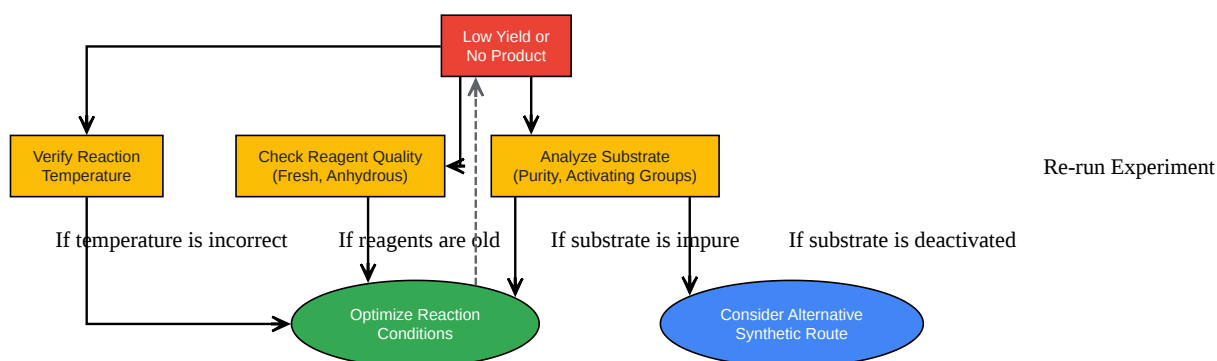 Low Yield or
No Product
Verify Reaction
Temperature
Check Reagent Quality
(Fresh, Anhydrous)
Analyze Substrate
(Purity, Activating Groups)
Re-run Experiment
If temperature is incorrect
If reagents are old
If substrate is impure
If substrate is deactivated
Optimize Reaction
Conditions
Consider Alternative
Synthetic Route